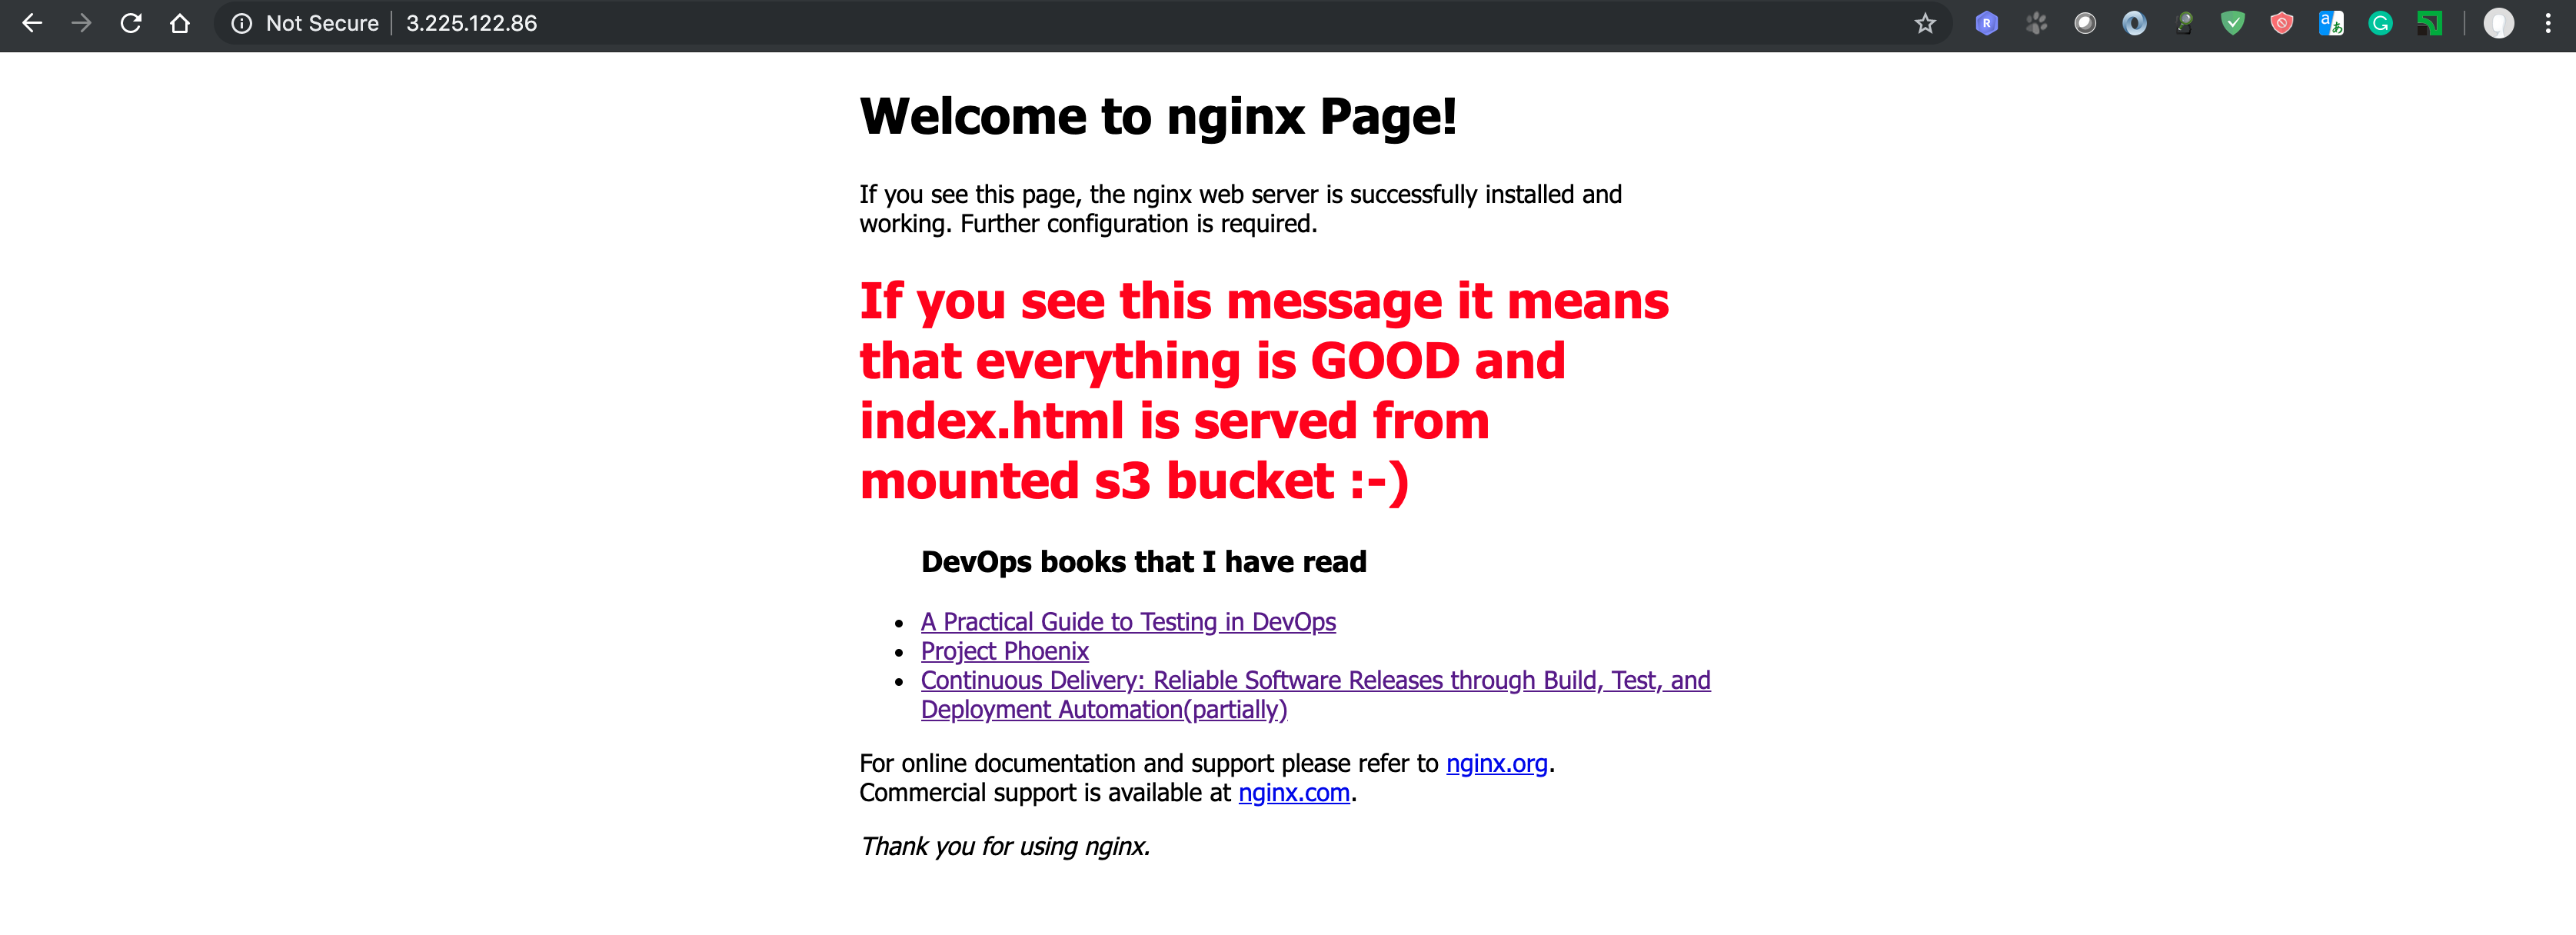 Not Secure 3.225.122.86
Welcome to nginx Page!
If you see this page, the nginx web server is successfully installed and
working. Further configuration is required.
If you see this message it means
that everything is GOOD and
index.html is served from
mounted s3 bucket :-)
DevOps books that I have read
A Practical Guide to Testing in DevOps
Project Phoenix
Continuous Delivery: Reliable Software Releases through Build, Test, and
Deployment Automation(partially)
For online documentation and support please refer to nginx.org.
Commercial support is available at nginx.com.
Thank you for using nginx.